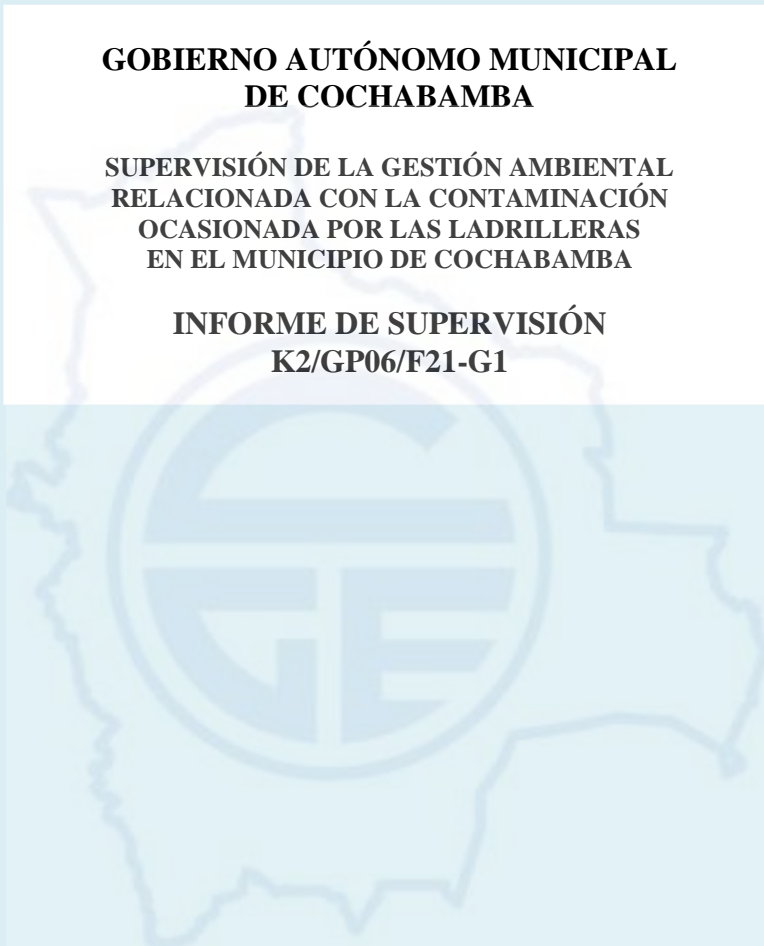 GOBIERNO AUTÓNOMO MUNICIPAL
DE COCHABAMBA
SUPERVISIÓN DE LA GESTIÓN AMBIENTAL
RELACIONADA CON LA CONTAMINACIÓN
OCASIONADA POR LAS LADRILLERAS
EN EL MUNICIPIO DE COCHABAMBA
INFORME DE SUPERVISIÓN
K2/GP06/F21-G1
CGE